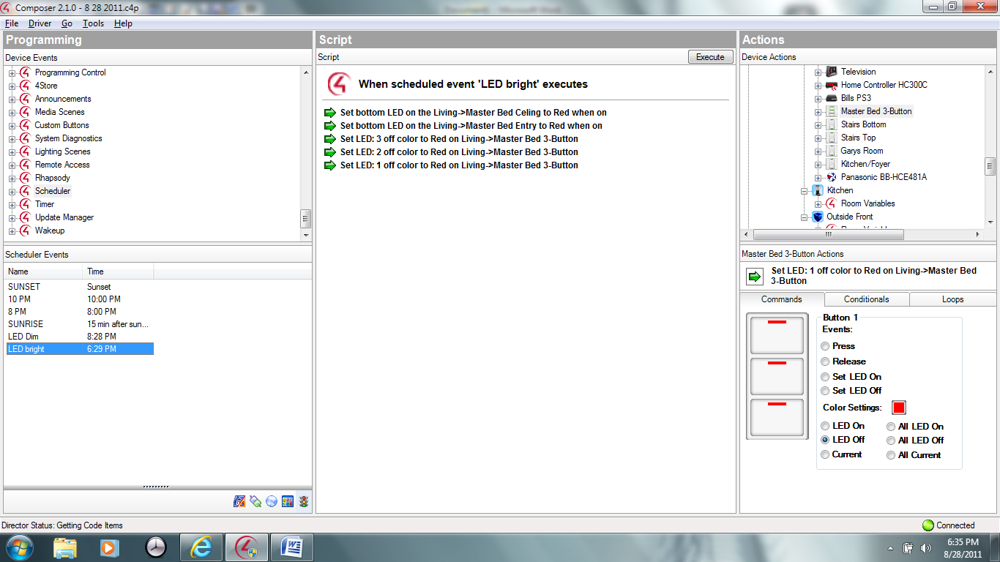 Composer 2.1.0 - 8 28 2011.c4p
File Driver Go Tools Help
Programming
Device Events
Programming Control
4Store
Announcements
Media Scenes
Custom Buttons
System Diagnostics
Lighting Scenes
Remote Access
Rhapsody
Scheduler
Timer
Update Manager
Wakeup
Scheduler Events
Name Time
SUNSET Sunset
10 PM 10:00 PM
8 PM 8:00 PM
SUNRISE 15 min after sun...
LED Dim 8:28 PM
LED bright 6:29 PM
Script
Script Execute
When scheduled event 'LED bright' executes
Set bottom LED on the Living->Master Bed Celing to Red when on
Set bottom LED on the Living->Master Bed Entry to Red when on
Set LED: 3 off color to Red on Living->Master Bed 3-Button
Set LED: 2 off color to Red on Living->Master Bed 3-Button
Set LED: 1 off color to Red on Living->Master Bed 3-Button
Actions
Device Actions
Television
Home Controller HC300C
Bills PS3
Master Bed 3-Button
Stairs Bottom
Stairs Top
Garys Room
Kitchen/Foyer
Panasonic BB-HCE481A
Kitchen
Room Variables
Outside Front
Master Bed 3-Button Actions
Set LED: 1 off color to Red on Living->Master Bed
3-Button
Commands Conditionals Loops
Button 1
Events:
Press
Release
Set LED On
Set LED Off
Color Settings:
LED On All LED On
LED Off All LED Off
Current All Current
Director Status: Getting Code Items
Connected
6:35 PM
8/28/2011